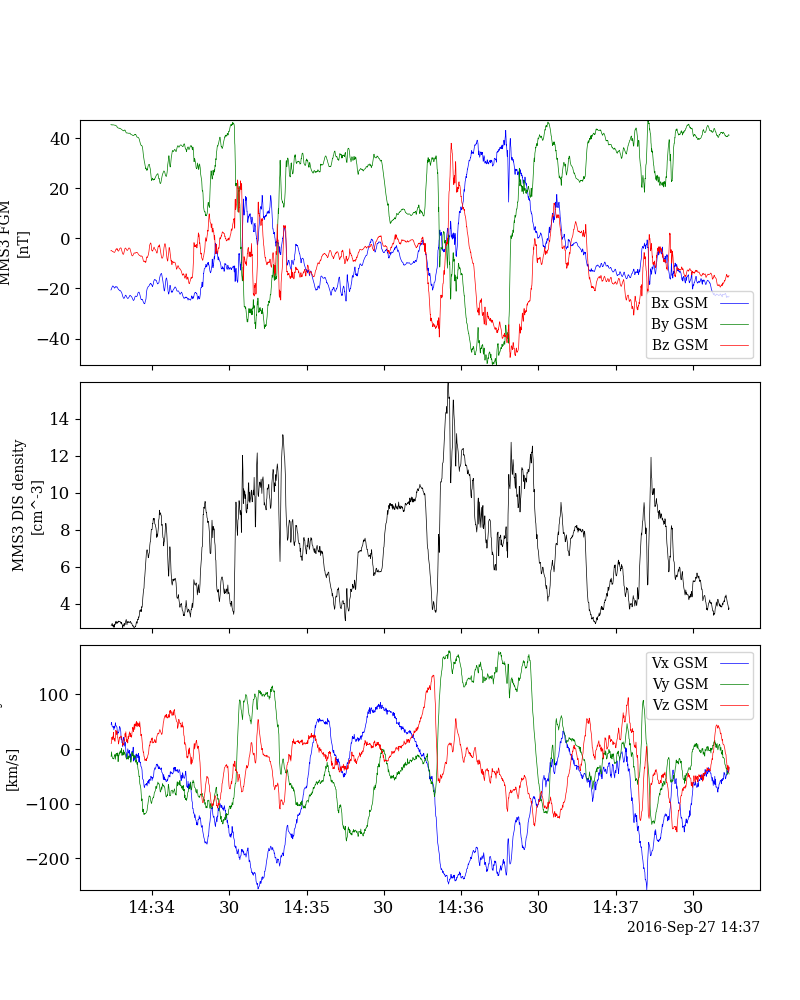 40
20
0
−20
−40
MMS3 FGM
[nT]
Bx GSM
By GSM
Bz GSM
14
12
10
8
6
4
MMS3 DIS density
[cm^-3]
100
0
−100
−200
[km/s]
Vx GSM
Vy GSM
Vz GSM
14:34
30
14:35
30
14:36
30
14:37
30
2016-Sep-27 14:37